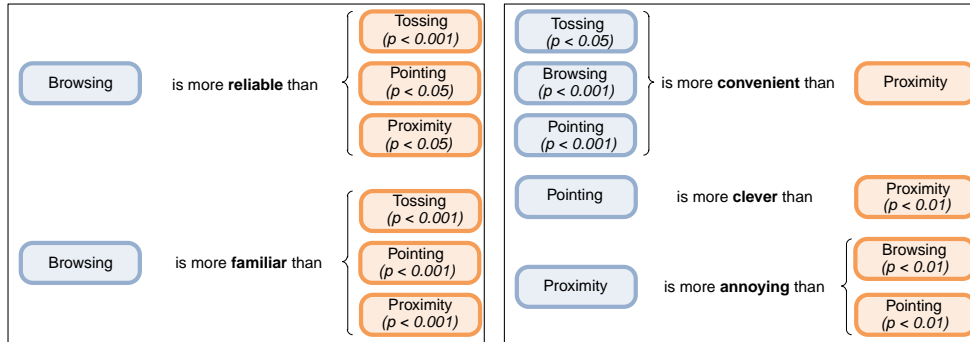 Browsing
is more reliable than
Tossing
(p < 0.001)
Pointing
(p < 0.05)
Proximity
(p < 0.05)
Browsing
is more familiar than
Tossing
(p < 0.001)
Pointing
(p < 0.001)
Proximity
(p < 0.001)
Tossing
(p < 0.05)
Browsing
(p < 0.001)
Pointing
(p < 0.001)
is more convenient than
Proximity
Pointing
is more clever than
Proximity
(p < 0.01)
Proximity
is more annoying than
Browsing
(p < 0.01)
Pointing
(p < 0.01)